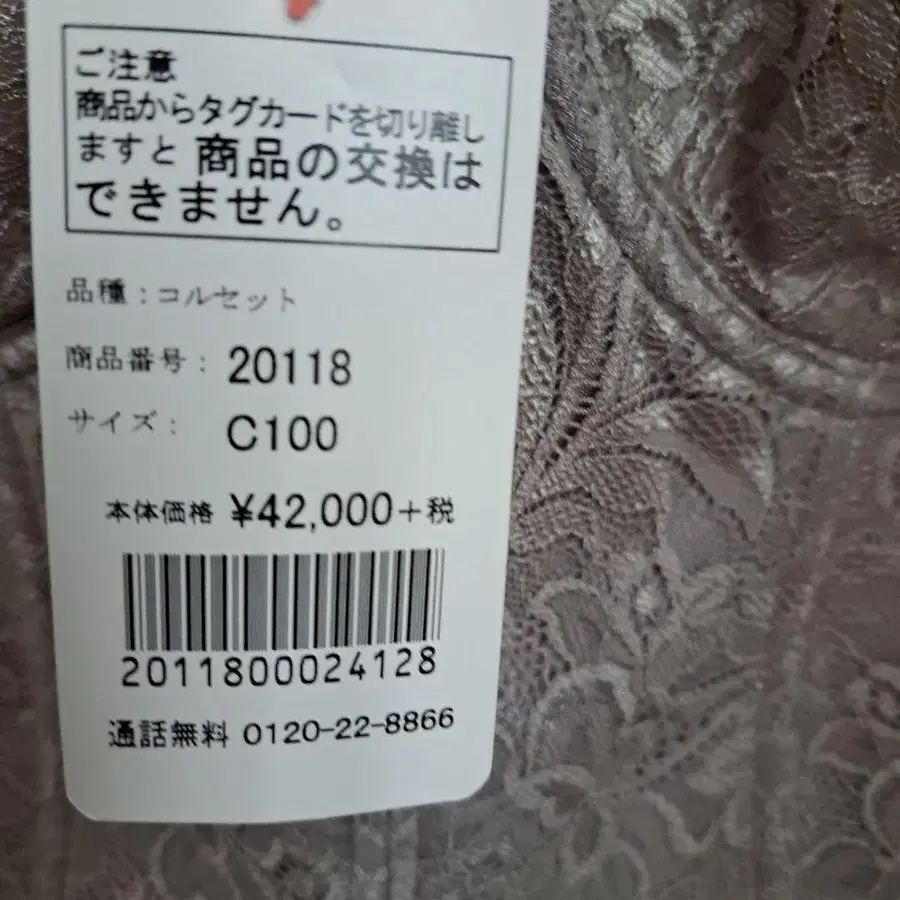 ご注意
商品からタグカードを切り離し
ますと 商品の交換は
できません。
品種：コルセット
商品番号： 20118
サイズ： C100
本体価格 ¥42,000＋税
2011800024128
通話無料 0120-22-8866